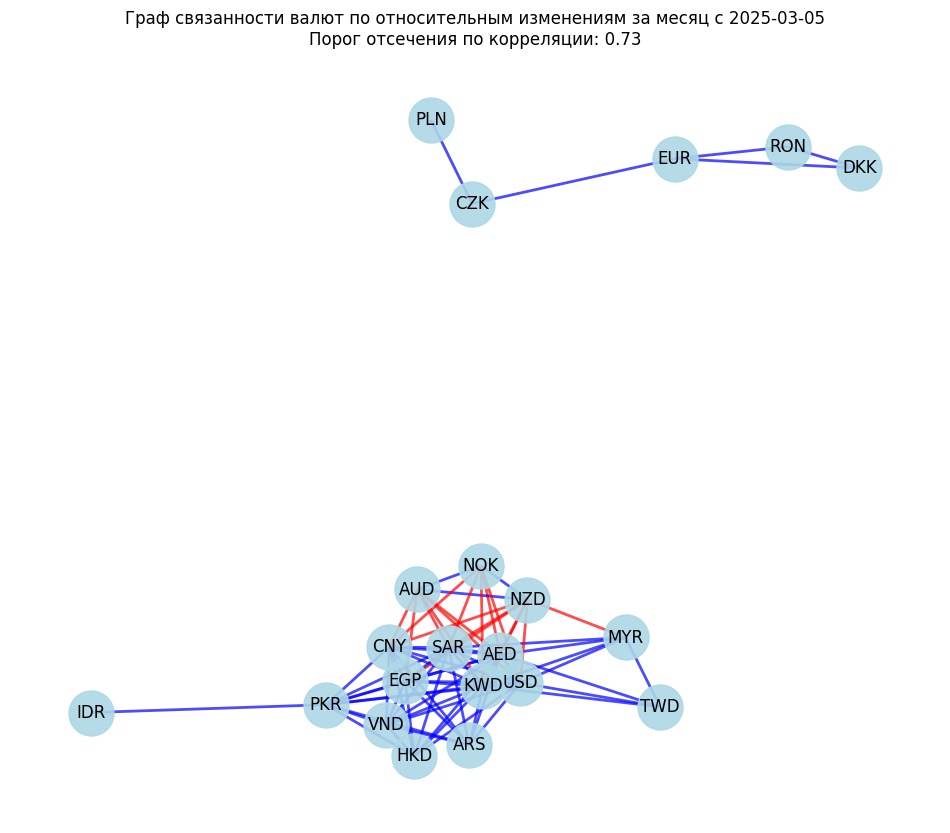 Граф связанности валют по относительным изменениям за месяц с 2025-03-05
Порог отсечения по корреляции: 0.73
PLN
RON
EUR
DKK
CZK
NOK
AUD
NZD
MYR
CNY
SAR
AED
EGP
KWD
USD
PKR
TWD
IDR
VND
ARS
HKD